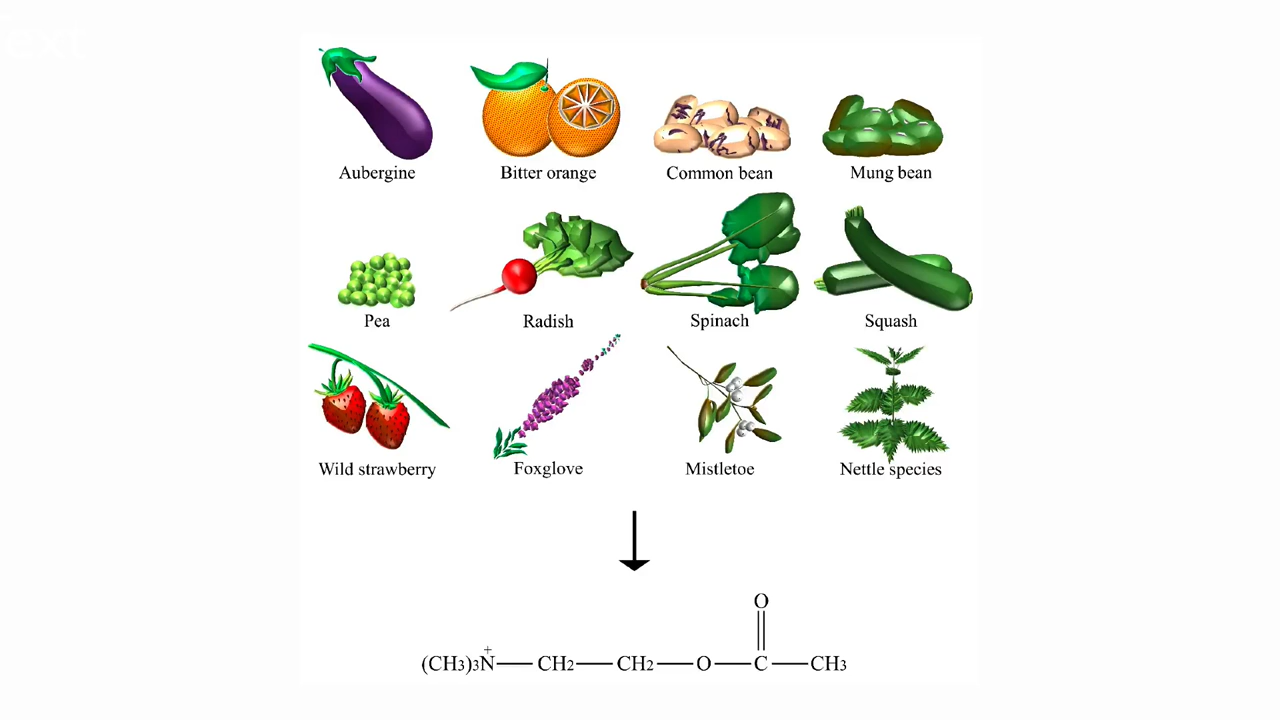 Aubergine Bitter orange Common bean Mung bean
Pea Radish Spinach Squash
Wild strawberry Foxglove Mistletoe Nettle species
O
(CH3)3N+ — CH2 — CH2 — O — C — CH3